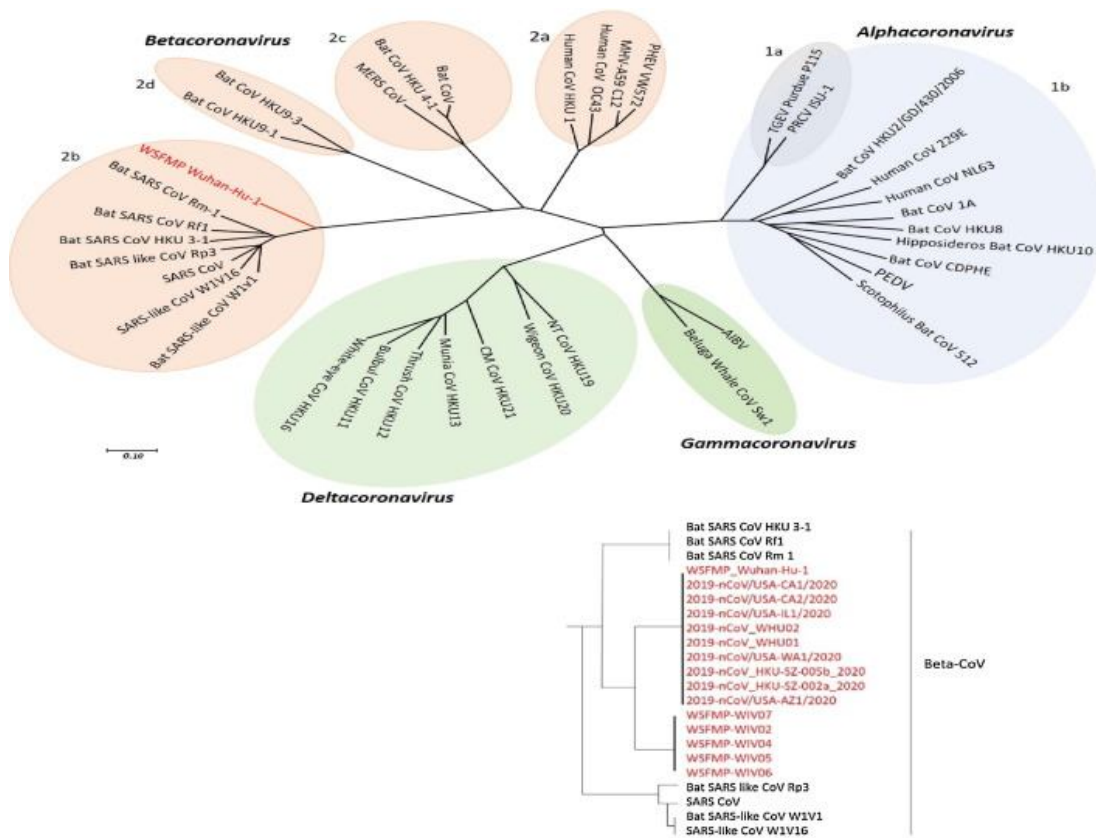 Betacoronavirus
2d
Bat CoV HKU9-3
Bat CoV HKU9-1
2c
MERS CoV
Bat CoV HKU 4-1
Bat CoV
2a
Human CoV HKU 1
Human CoV OC43
MHV-A59 C12
PHEV VW572
Alphacoronavirus
1a
TGEV Purdue P115
PRCV ISU-1
1b
Bat CoV HKU2/GD/430/2006
Human CoV 229E
Human CoV NL63
Bat CoV 1A
Bat CoV HKU8
Hipposideros Bat CoV HKU10
Bat CoV CDPHE
PEDV
Scotophilus Bat CoV 512
2b
WSFMP Wuhan-Hu-1
Bat SARS CoV Rm-1
Bat SARS CoV Rf1
Bat SARS CoV HKU 3-1
Bat SARS like CoV Rp3
SARS CoV
SARS-like CoV W1V16
Bat SARS-like CoV W1v1
White-eye CoV HKU16
Bulbul CoV HKU11
Thrush CoV HKU12
Munia CoV HKU13
CM CoV HKU21
Wigeon CoV HKU20
NT CoV HKU19
Deltacoronavirus
AIBV
Beluga Whale CoV Sw1
Gammacoronavirus
0.10
Bat SARS CoV HKU 3-1
Bat SARS CoV Rf1
Bat SARS CoV Rm 1
WSFMP_Wuhan-Hu-1
2019-nCoV/USA-CA1/2020
2019-nCoV/USA-CA2/2020
2019-nCoV/USA-IL1/2020
2019-nCoV_WHU02
2019-nCoV_WHU01
2019-nCoV/USA-WA1/2020
2019-nCoV_HKU-SZ-005b_2020
2019-nCoV_HKU-SZ-002a_2020
2019-nCoV/USA-AZ1/2020
WSFMP-WIV07
WSFMP-WIV02
WSFMP-WIV04
WSFMP-WIV05
WSFMP-WIV06
Bat SARS like CoV Rp3
SARS CoV
Bat SARS-like CoV W1V1
SARS-like CoV W1V16
Beta-CoV